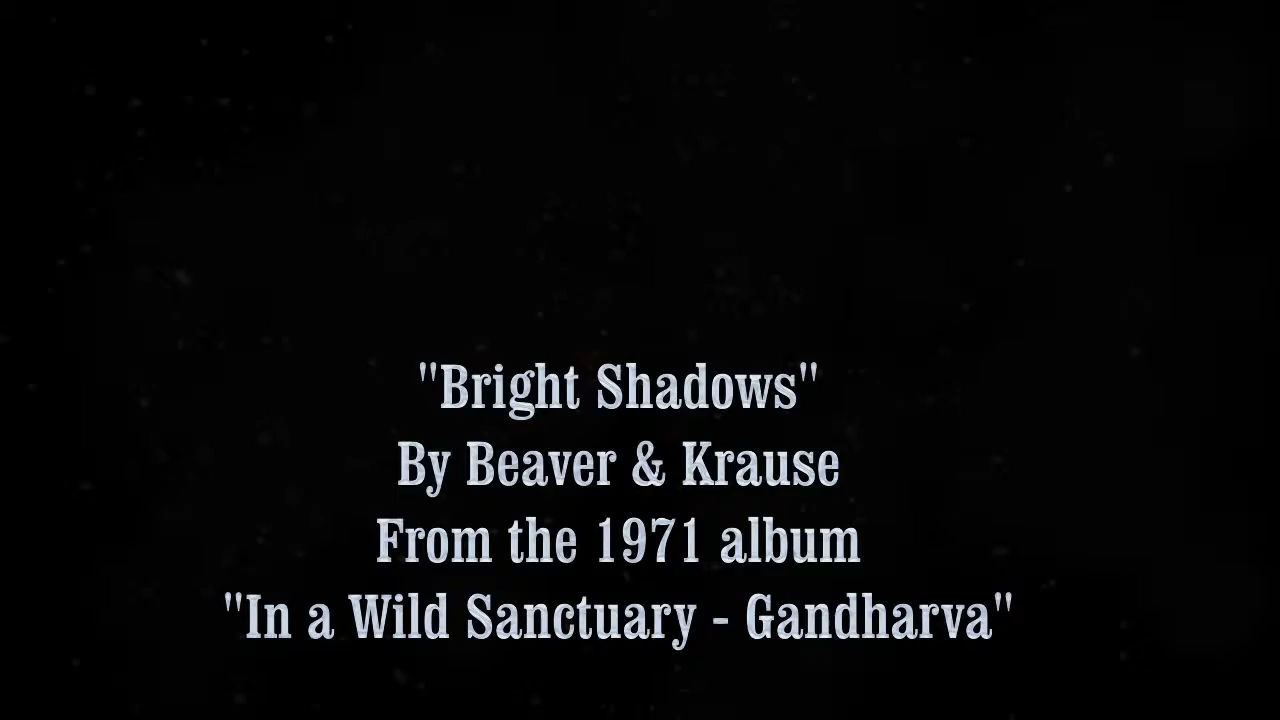 "Bright Shadows"
By Beaver & Krause
From the 1971 album
"In a Wild Sanctuary - Gandharva"